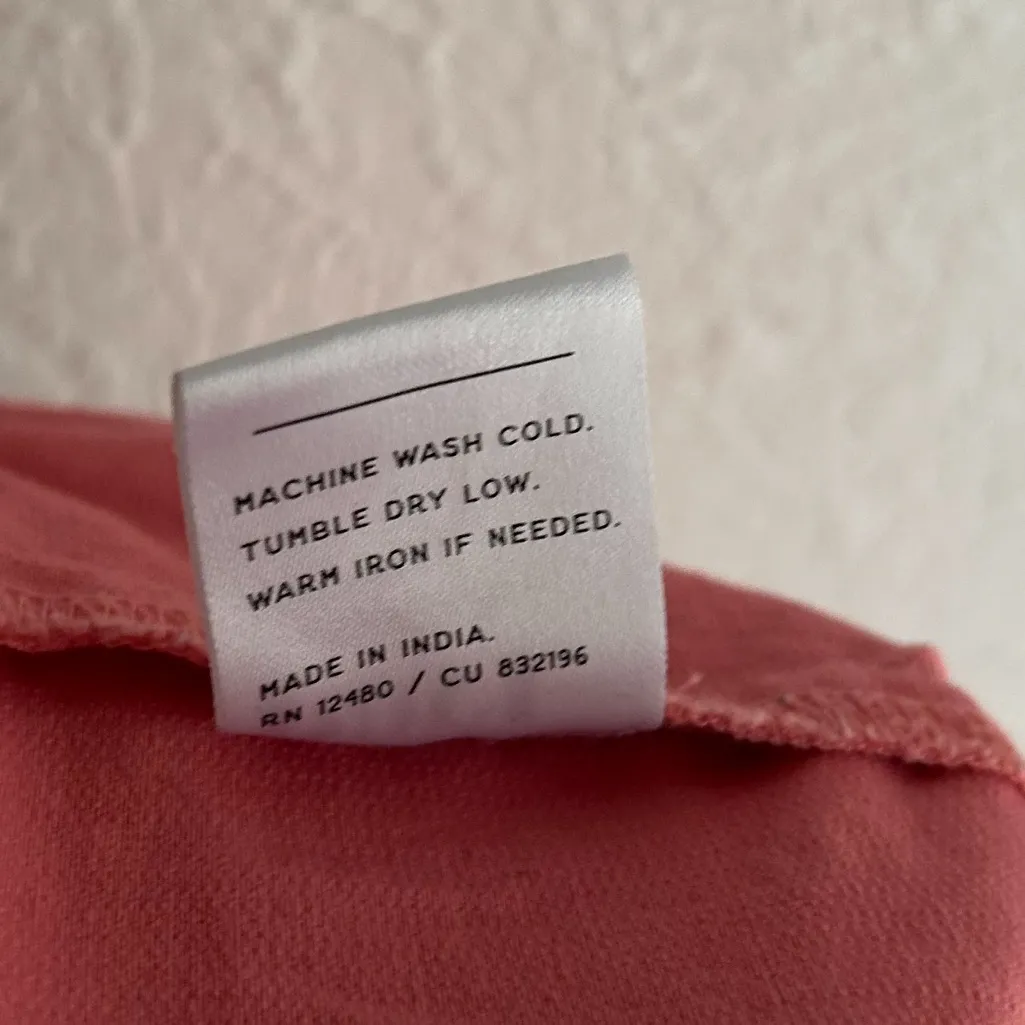 MACHINE WASH COLD.
TUMBLE DRY LOW.
WARM IRON IF NEEDED.
MADE IN INDIA.
RN 12480 / CU 832196